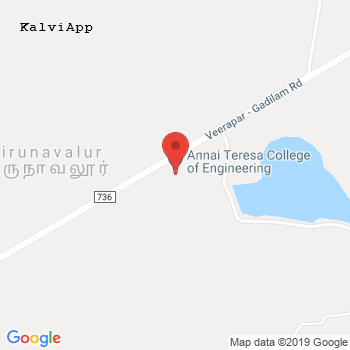 KalviApp
Veerapar - Gadilam Rd
irunavalur
ருநாவலூர்
Annai Teresa College
of Engineering
736
Google
Map data ©2019 Google